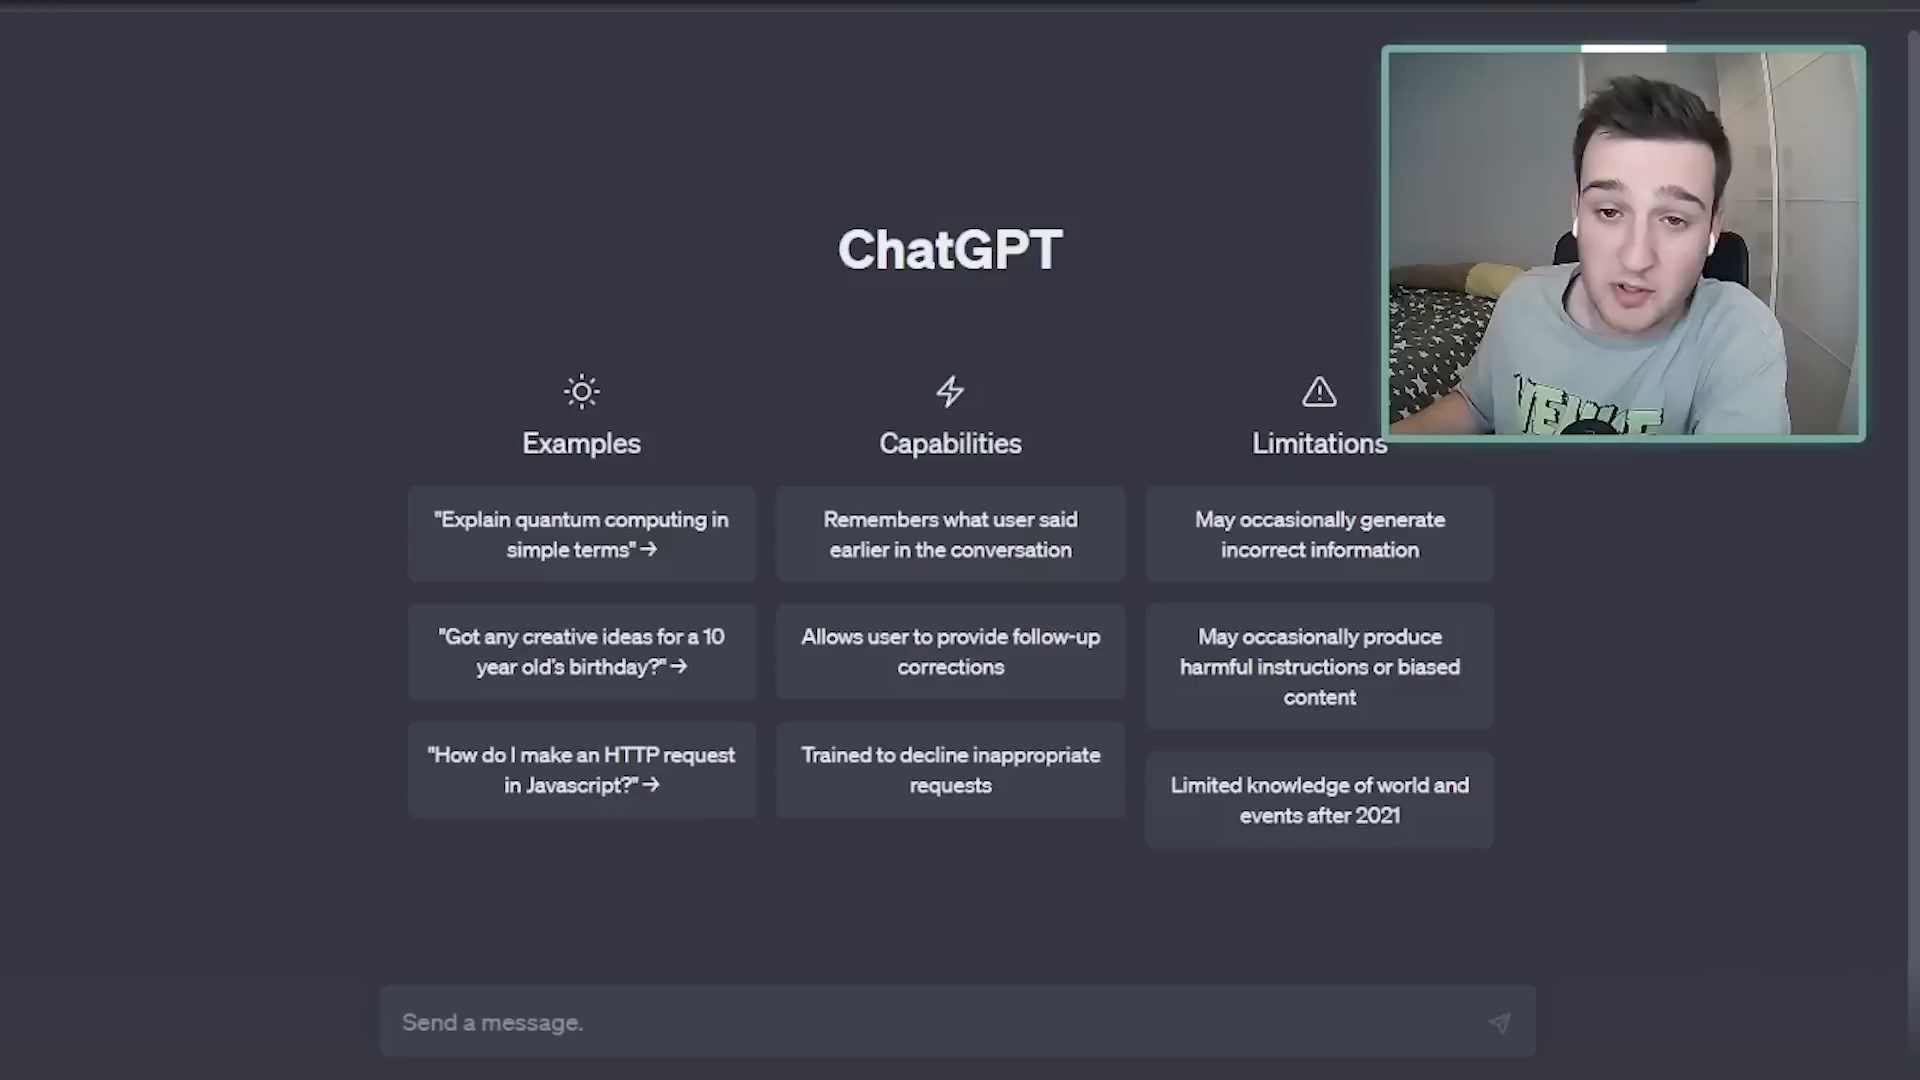 ChatGPT
Examples
"Explain quantum computing in
simple terms" →
"Got any creative ideas for a 10
year old's birthday?" →
"How do I make an HTTP request
in Javascript?" →
Capabilities
Remembers what user said
earlier in the conversation
Allows user to provide follow-up
corrections
Trained to decline inappropriate
requests
Limitations
May occasionally generate
incorrect information
May occasionally produce
harmful instructions or biased
content
Limited knowledge of world and
events after 2021
Send a message.